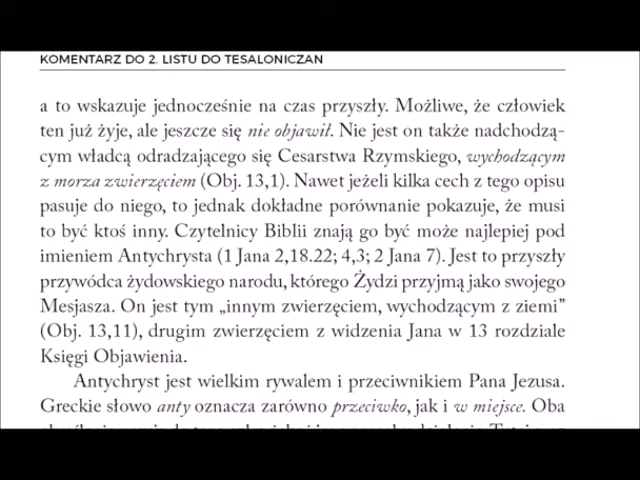 KOMENTARZ DO 2. LISTU DO TESALONICZAN
a to wskazuje jednocześnie na czas przyszły. Możliwe, że człowiek
ten już żyje, ale jeszcze się nie objawił. Nie jest on także nadchodzą-
cym władcą odradzającego się Cesarstwa Rzymskiego, wychodzącym
z morza zwierzęciem (Obj. 13,1). Nawet jeżeli kilka cech z tego opisu
pasuje do niego, to jednak dokładne porównanie pokazuje, że musi
to być ktoś inny. Czytelnicy Biblii znają go być może najlepiej pod
imieniem Antychrysta (1 Jana 2,18.22; 4,3; 2 Jana 7). Jest to przyszły
przywódca żydowskiego narodu, którego Żydzi przyjmą jako swojego
Mesjasza. On jest tym „innym zwierzęciem, wychodzącym z ziemi”
(Obj. 13,11), drugim zwierzęciem z widzenia Jana w 13 rozdziale
Księgi Objawienia.
Antychryst jest wielkim rywalem i przeciwnikiem Pana Jezusa.
Greckie słowo anty oznacza zarówno przeciwko, jak i w miejsce. Oba